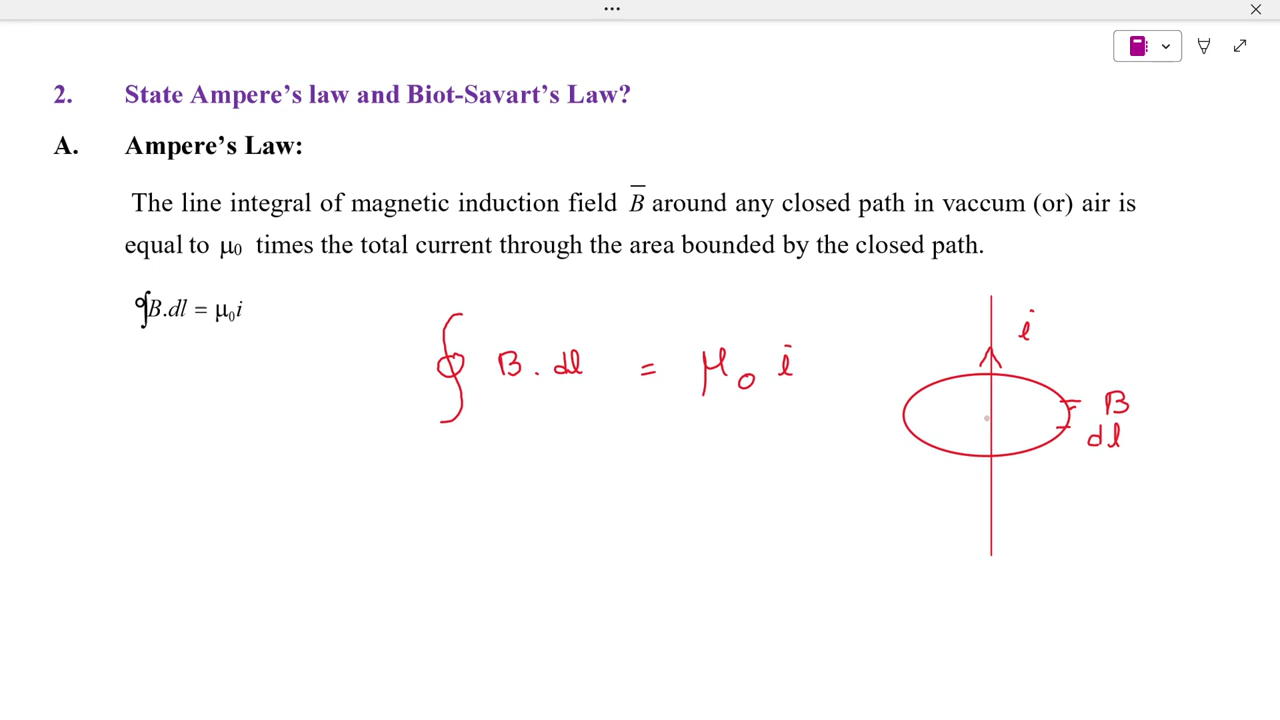 2. State Ampere’s law and Biot-Savart’s Law?
A. Ampere’s Law:
The line integral of magnetic induction field B̅ around any closed path in vaccum (or) air is
equal to μ₀ times the total current through the area bounded by the closed path.
∮B.dl = μ₀i
∮ B . dl = μ₀ i
i
B
dl